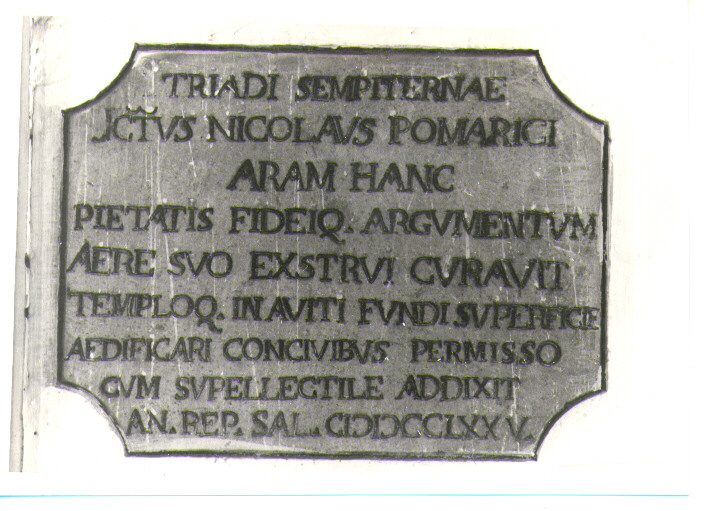 TRIADI SEMPITERNAE
JCTVS NICOLAVS POMARICI
ARAM HANC
PIETATIS FIDEIQ. ARGVMENTVM
AERE SVO EXSTRVI CVRAVIT
TEMPLOQ. IN AVITI FVNDI SVPERFICIE
AEDIFICARI CONCIVIBVS PERMISSO
CVM SVPELLECTILE ADDIXIT
AN. REP. SAL. CIƆIƆCCLXXV.